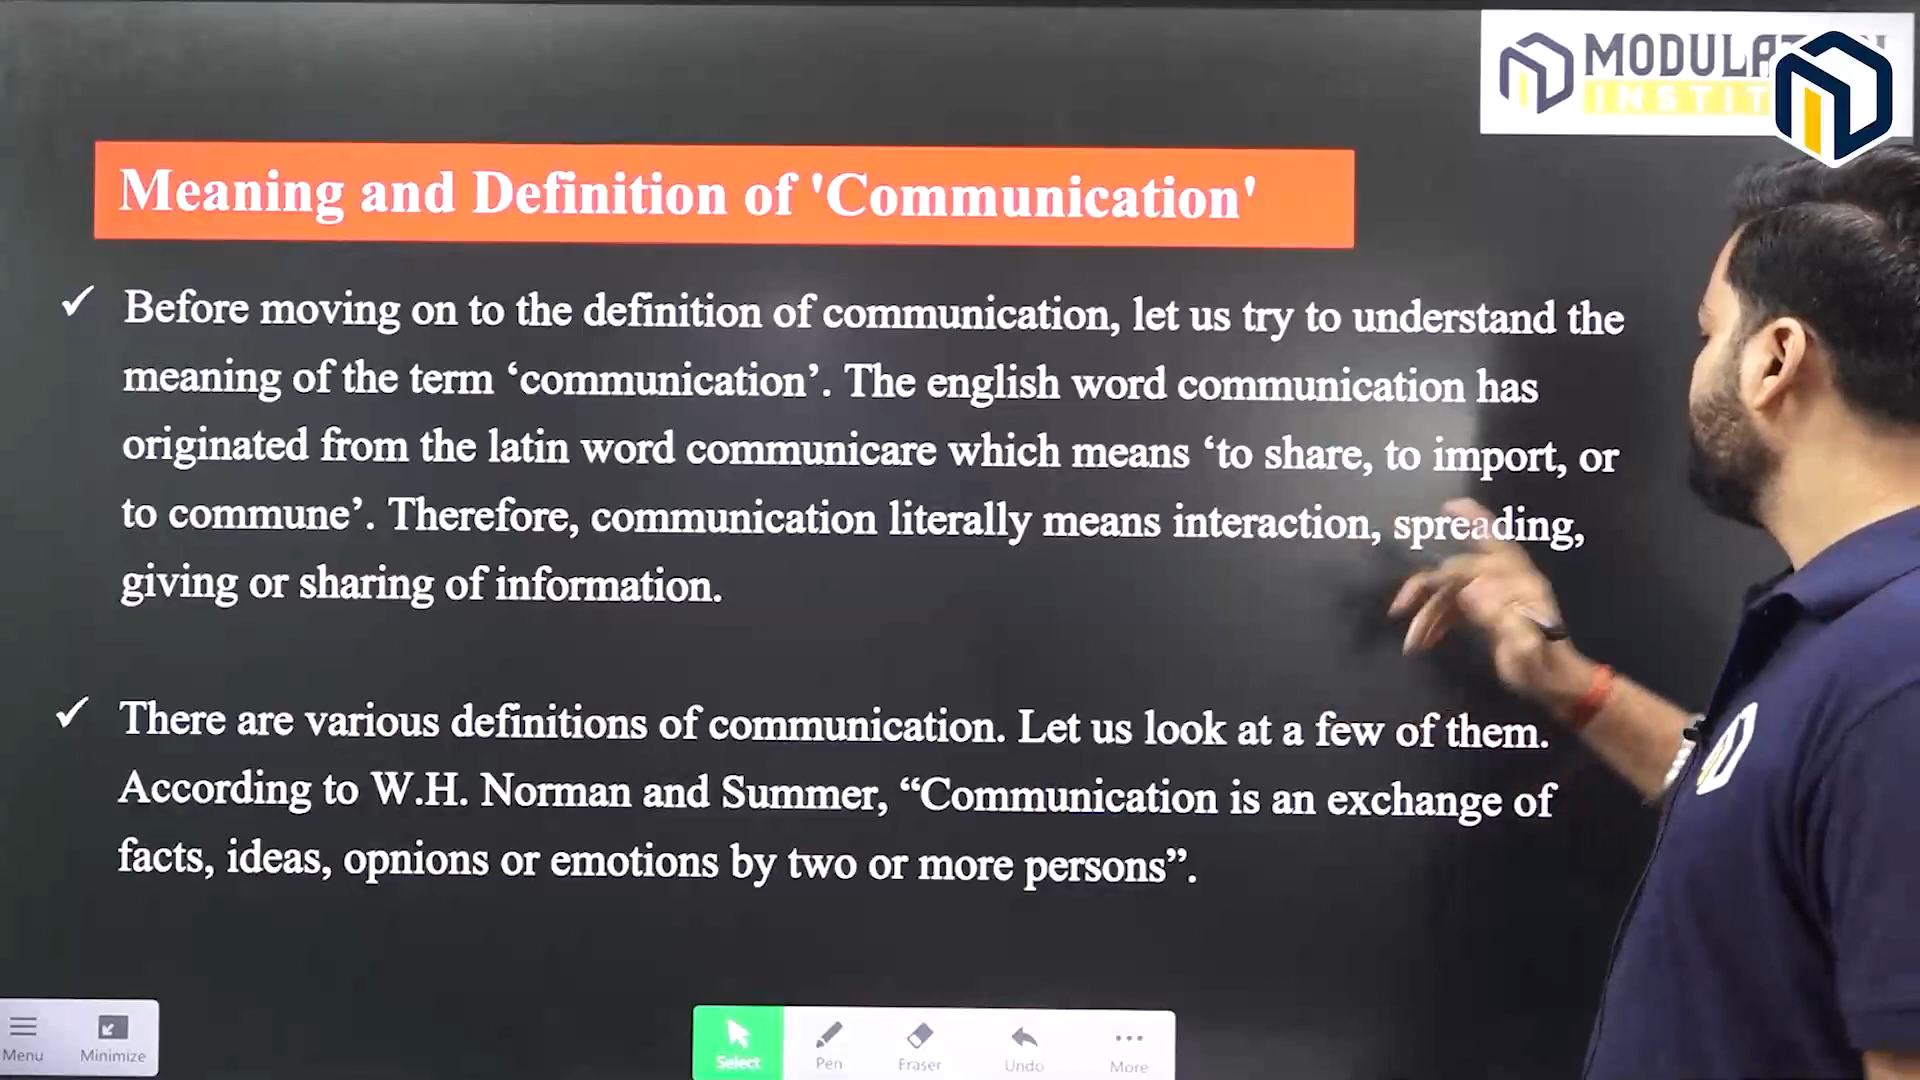 MODULAT
INSTIT
Meaning and Definition of 'Communication'
✓ Before moving on to the definition of communication, let us try to understand the
meaning of the term ‘communication’. The english word communication has
originated from the latin word communicare which means ‘to share, to import, or
to commune’. Therefore, communication literally means interaction, spreading,
giving or sharing of information.
✓ There are various definitions of communication. Let us look at a few of them.
According to W.H. Norman and Summer, “Communication is an exchange of
facts, ideas, opnions or emotions by two or more persons”.
Menu Minimize Select Pen Eraser Undo More